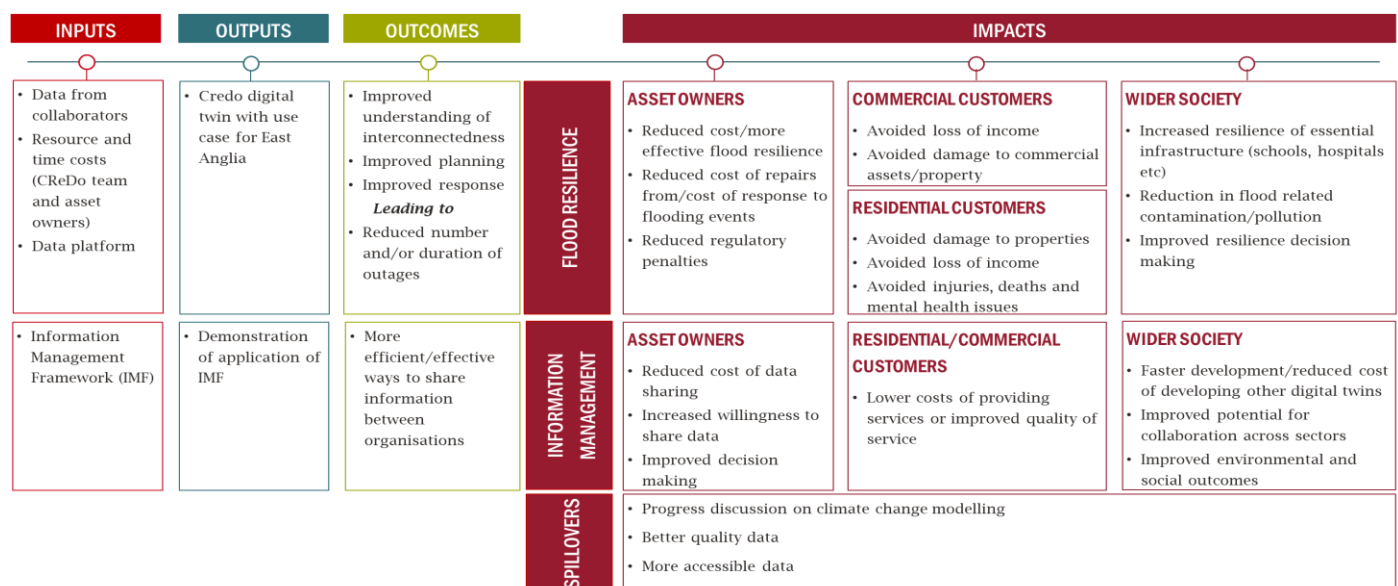 INPUTS
OUTPUTS
OUTCOMES
IMPACTS
• Data from
collaborators
• Resource and
time costs
(CReDo team
and asset
owners)
• Data platform
• Credo digital
twin with use
case for East
Anglia
• Improved
understanding of
interconnectedness
• Improved planning
• Improved response
Leading to
• Reduced number
and/or duration of
outages
FLOOD RESILIENCE
ASSET OWNERS
• Reduced cost/more
effective flood resilience
• Reduced cost of repairs
from/cost of response to
flooding events
• Reduced regulatory
penalties
COMMERCIAL CUSTOMERS
• Avoided loss of income
• Avoided damage to commercial
assets/property
RESIDENTIAL CUSTOMERS
• Avoided damage to properties
• Avoided loss of income
• Avoided injuries, deaths and
mental health issues
WIDER SOCIETY
• Increased resilience of essential
infrastructure (schools, hospitals
etc)
• Reduction in flood related
contamination/pollution
• Improved resilience decision
making
• Information
Management
Framework (IMF)
• Demonstration
of application of
IMF
• More
efficient/effective
ways to share
information
between
organisations
INFORMATION
MANAGEMENT
ASSET OWNERS
• Reduced cost of data
sharing
• Increased willingness to
share data
• Improved decision
making
RESIDENTIAL/COMMERCIAL
CUSTOMERS
• Lower costs of providing
services or improved quality of
service
WIDER SOCIETY
• Faster development/reduced cost
of developing other digital twins
• Improved potential for
collaboration across sectors
• Improved environmental and
social outcomes
SPILLOVERS
• Progress discussion on climate change modelling
• Better quality data
• More accessible data